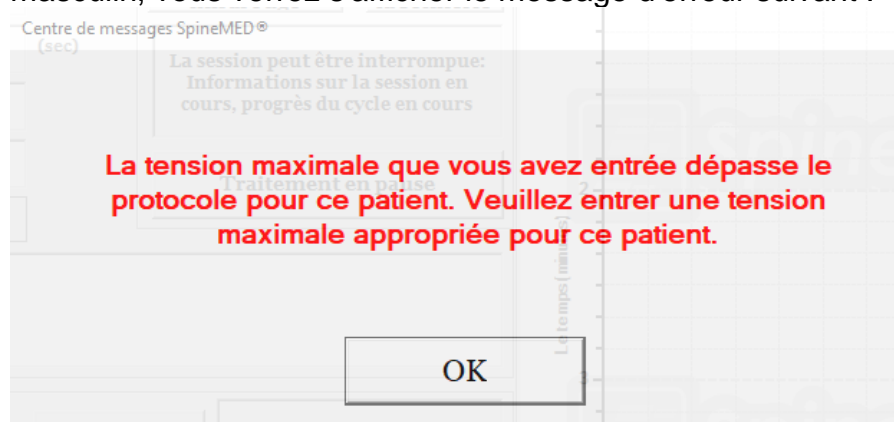 masculin, vous verrez s'afficher le message d'erreur suivant :
Centre de messages SpineMED®
(sec)
La session peut être interrompue:
Informations sur la session en
cours, progrès du cycle en cours
La tension maximale que vous avez entrée dépasse le
Traitement en pause
protocole pour ce patient. Veuillez entrer une tension
maximale appropriée pour ce patient.
2
Le temps (minutes)
OK
3